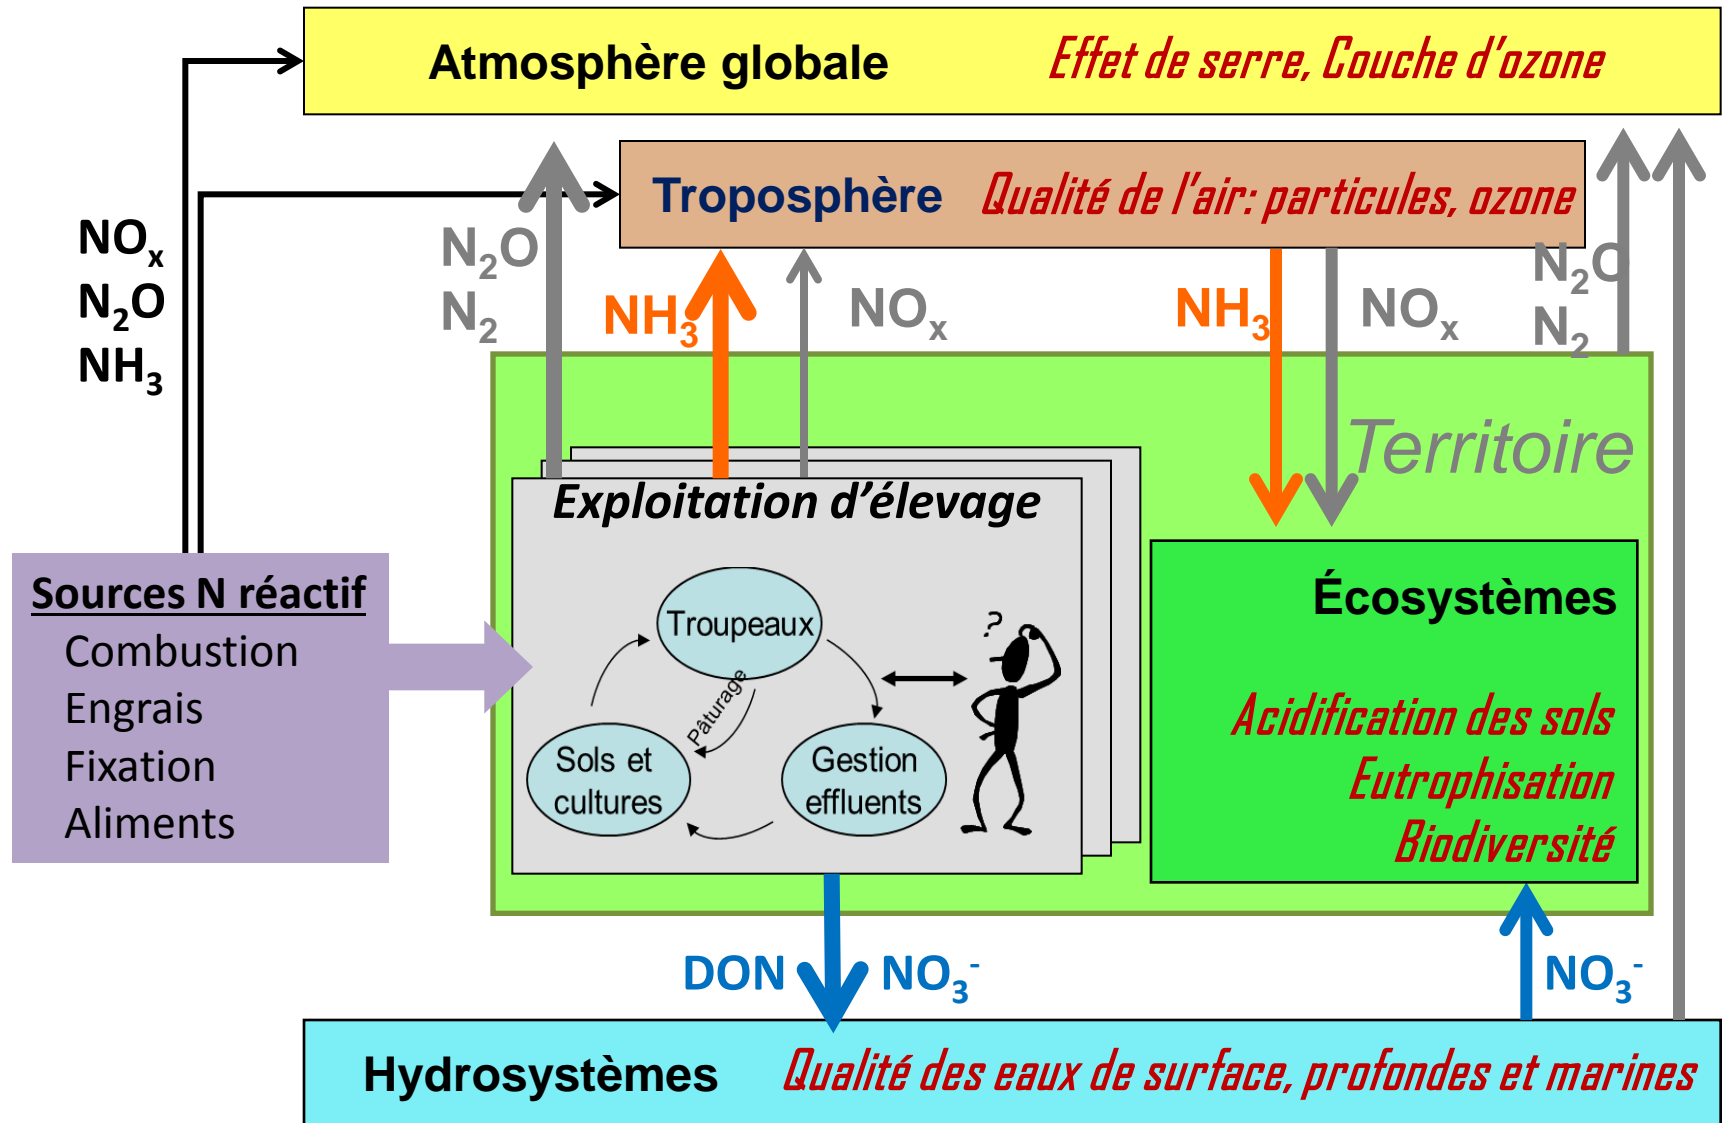 Atmosphère globale Effet de serre, Couche d'ozone
Troposphère Qualité de l'air: particules, ozone
NOₓ
N₂O
NH₃
N₂O
N₂
NH₃
NOₓ
NH₃
NOₓ
N₂O
N₂
Territoire
Exploitation d'élevage
Sources N réactif
Combustion
Engrais
Fixation
Aliments
Troupeaux
?
Pâturage
Sols et
cultures
Gestion
effluents
Écosystèmes
Acidification des sols
Eutrophisation
Biodiversité
DON NO₃⁻
NO₃⁻
Hydrosystèmes Qualité des eaux de surface, profondes et marines